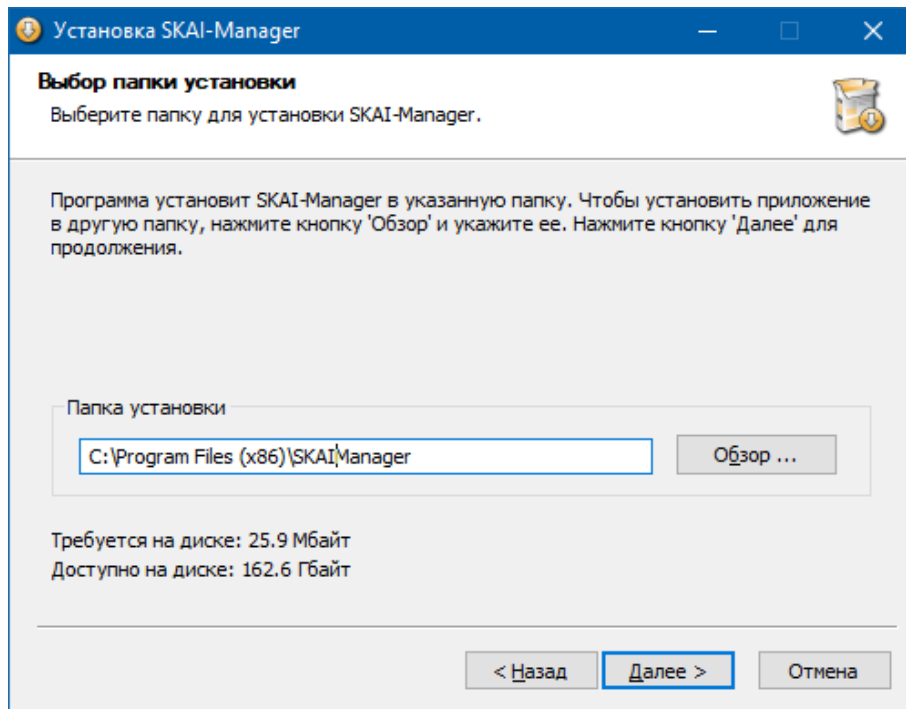 Установка SKAI-Manager
Выбор папки установки
Выберите папку для установки SKAI-Manager.
Программа установит SKAI-Manager в указанную папку. Чтобы установить приложение
в другую папку, нажмите кнопку 'Обзор' и укажите ее. Нажмите кнопку 'Далее' для
продолжения.
Папка установки
C:\Program Files (x86)\SKAIManager
Обзор ...
Требуется на диске: 25.9 Мбайт
Доступно на диске: 162.6 Гбайт
< Назад
Далее >
Отмена